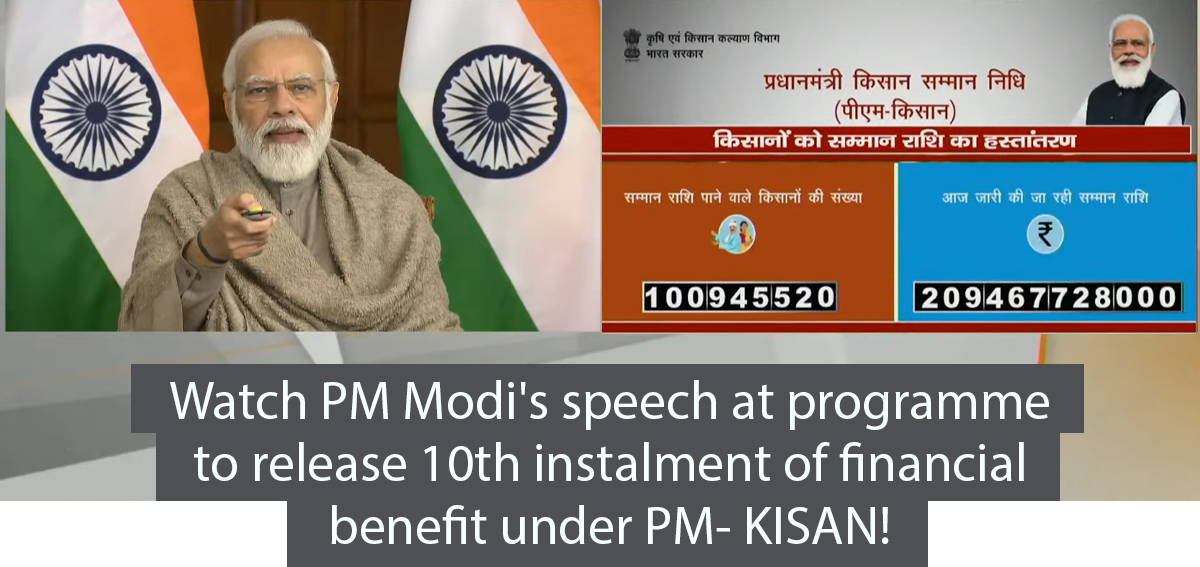 कृषि एवं किसान कल्याण विभाग
भारत सरकार
प्रधानमंत्री किसान सम्मान निधि
(पीएम-किसान)
किसानों को सम्मान राशि का हस्तांतरण
सम्मान राशि पाने वाले किसानों की संख्या
100945520
आज जारी की जा रही सम्मान राशि
₹
209467728000
Watch PM Modi's speech at programme
to release 10th instalment of financial
benefit under PM- KISAN!